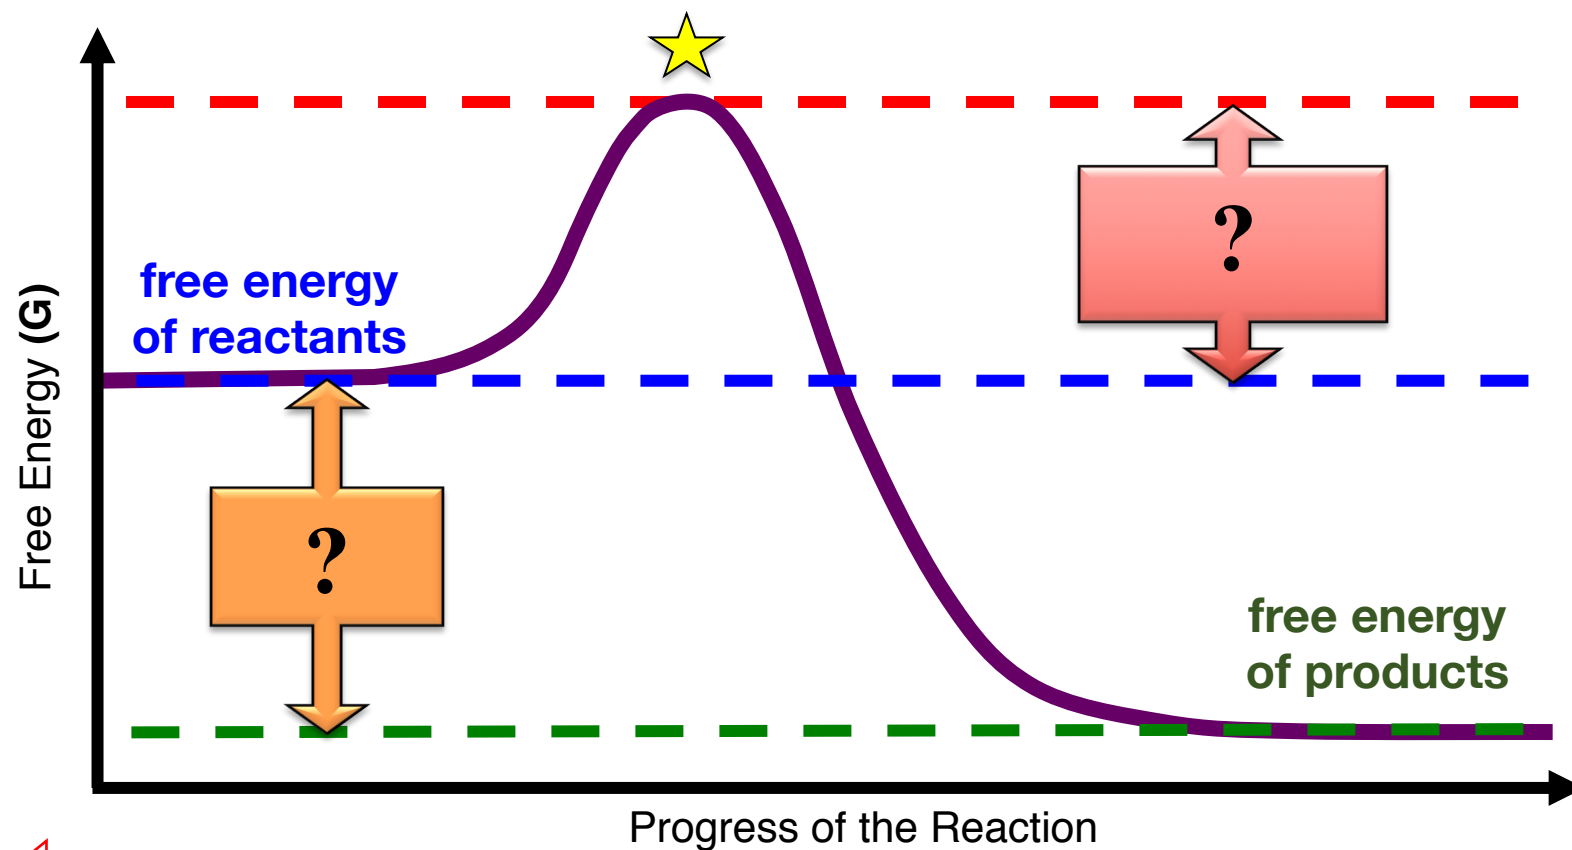 ?
free energy
of reactants
Free Energy (G)
?
free energy
of products
Progress of the Reaction